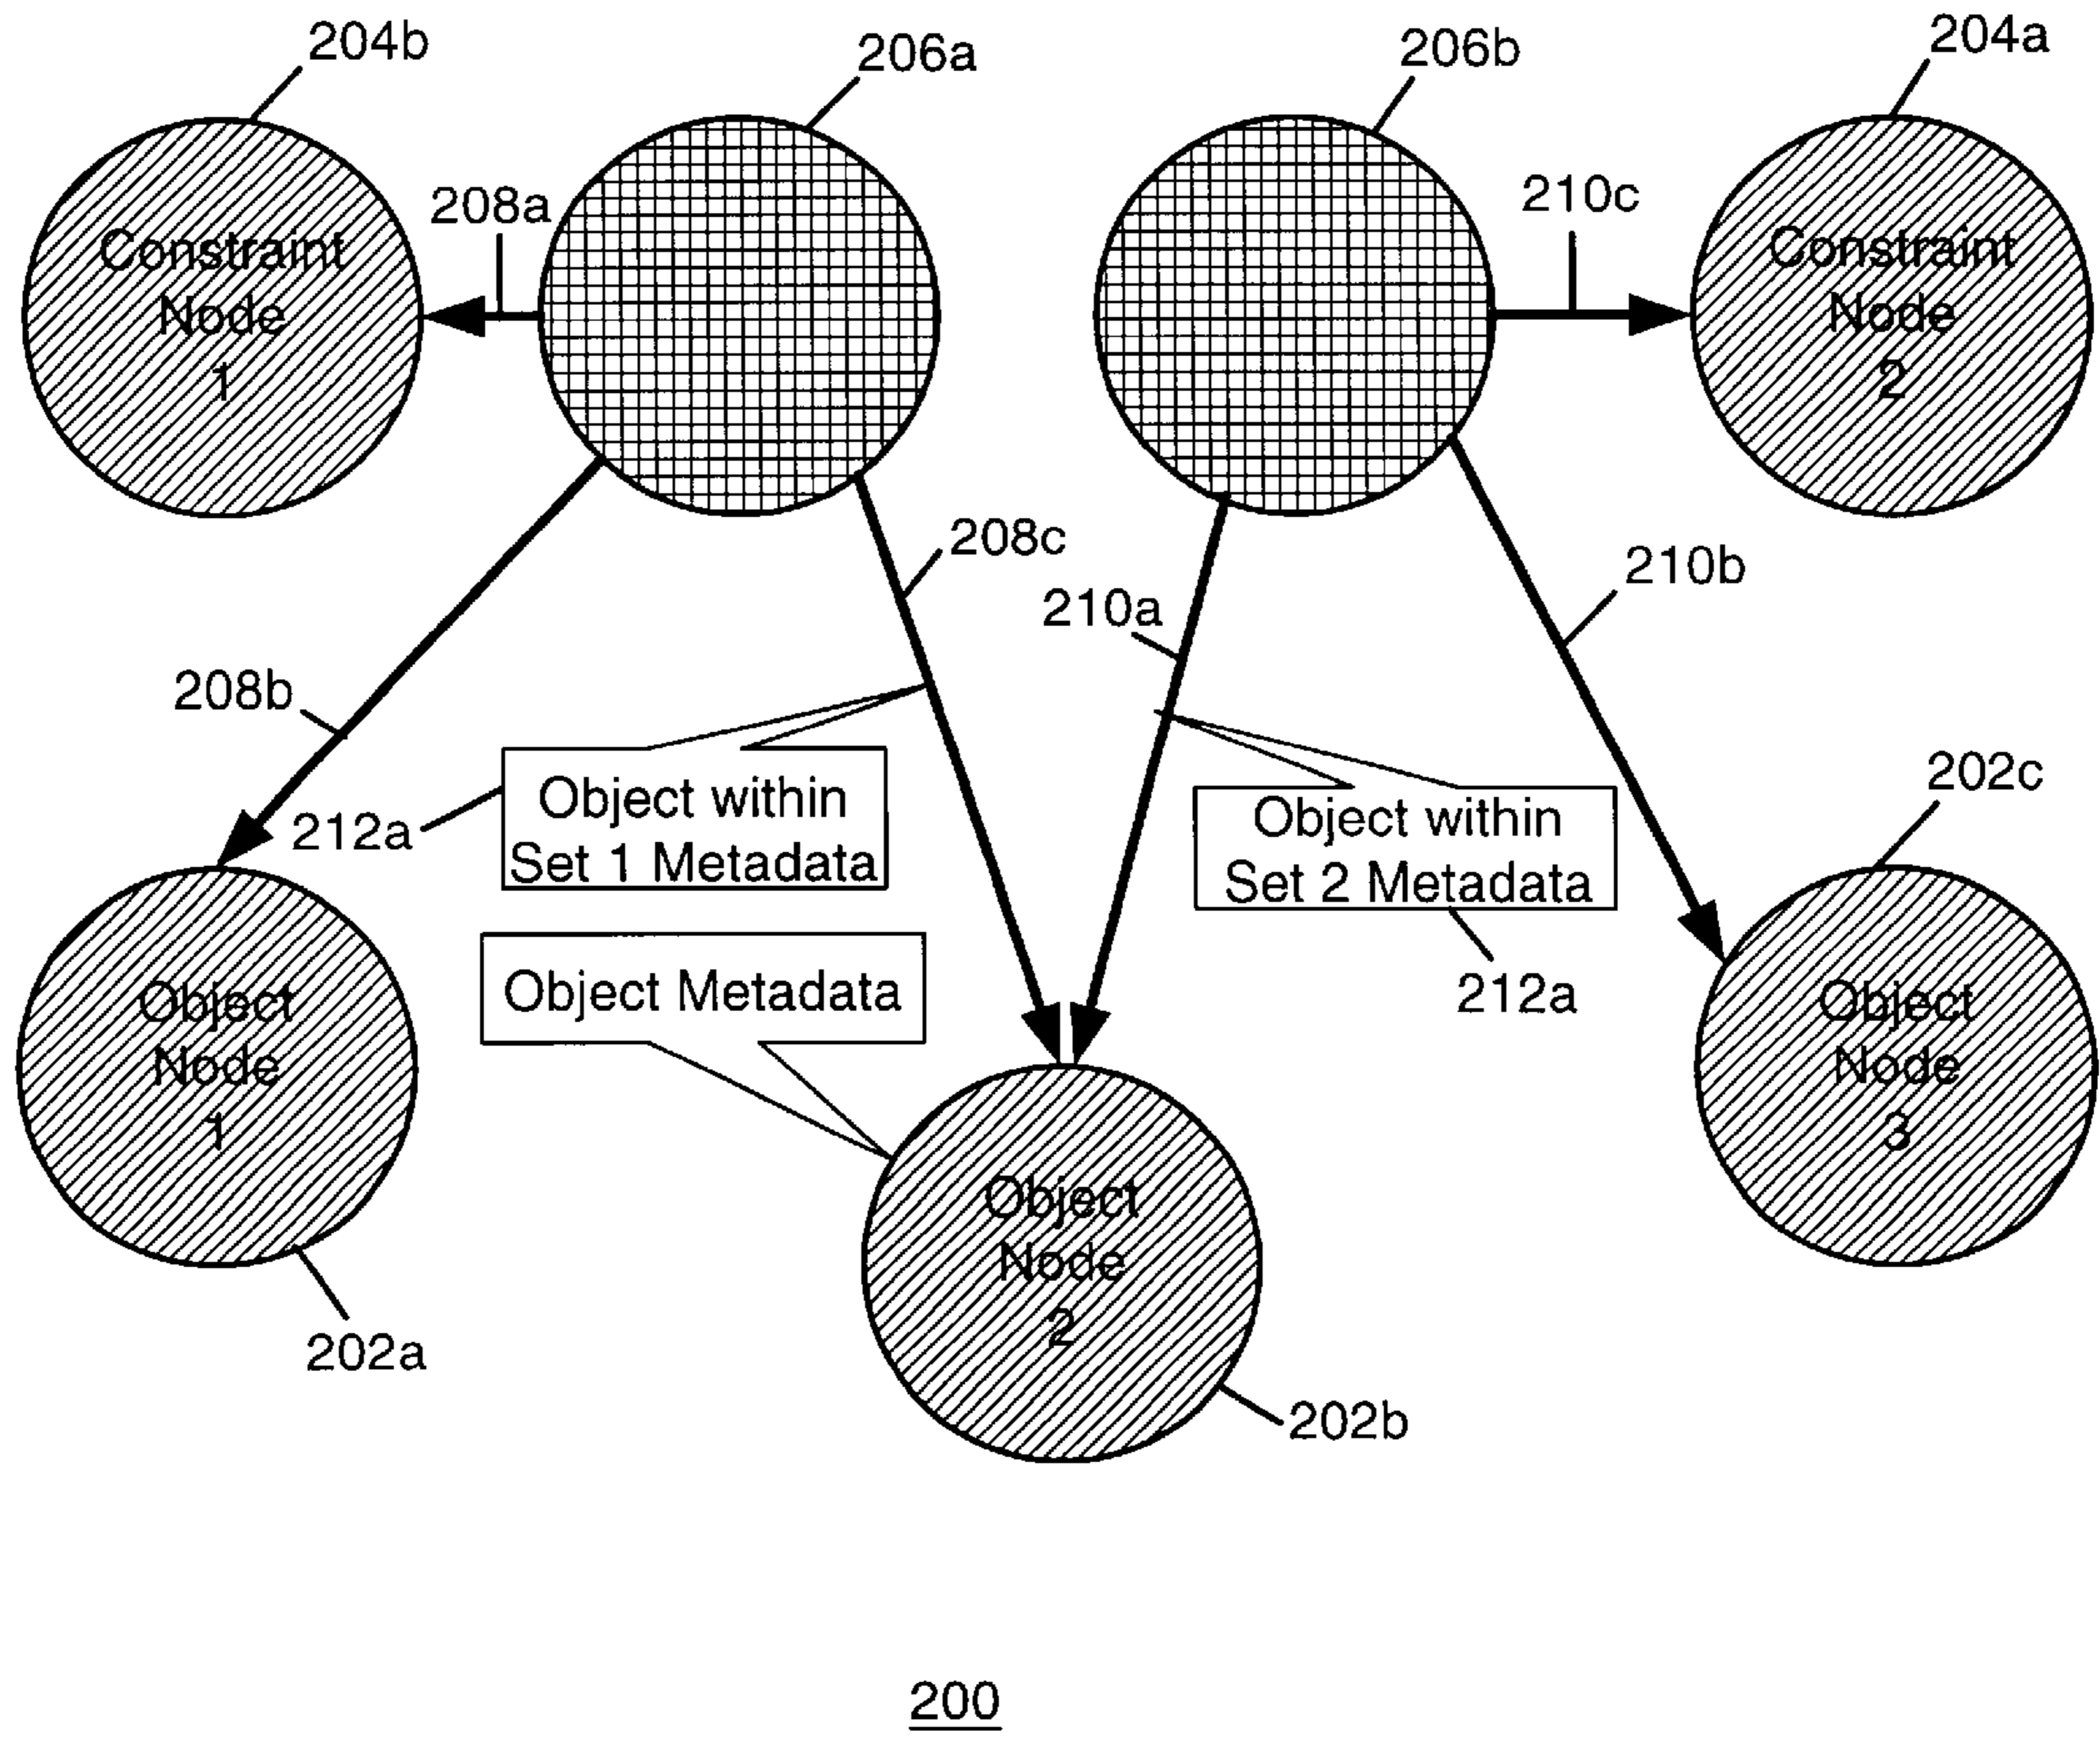 204b
206a
206b
204a
208a
210c
Constraint
Node
1
Constraint
Node
2
208c
210b
210a
208b
202c
Object within
Set 1 Metadata
212a
Object within
Set 2 Metadata
212a
Object Metadata
Object
Node
1
Object
Node
3
Object
Node
2
202a
202b
200